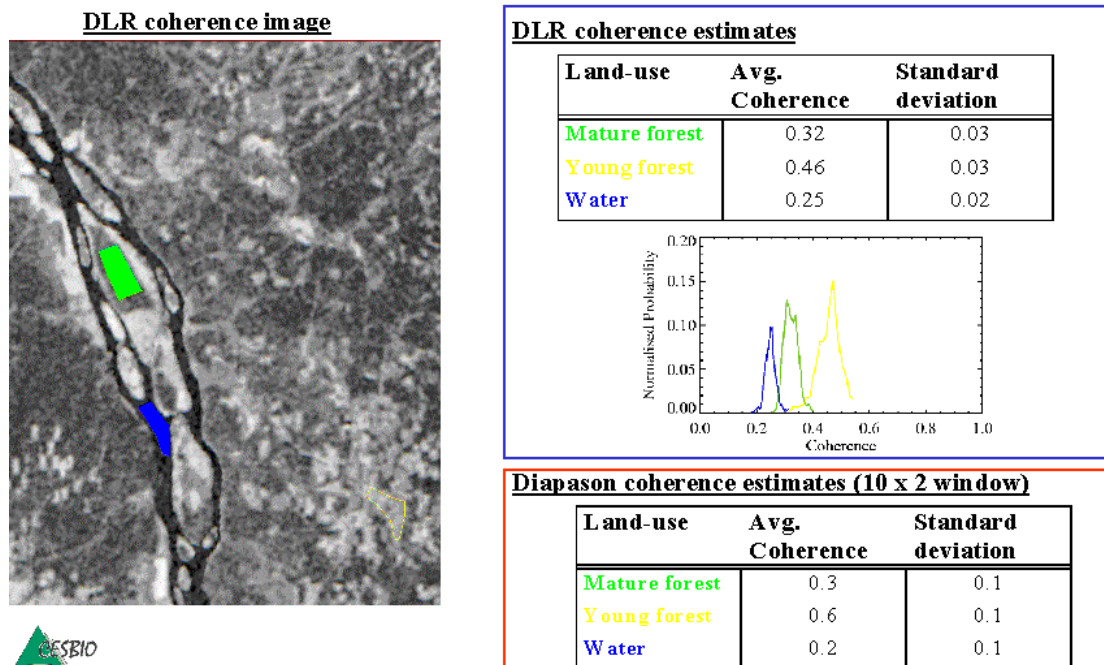 DLR coherence image
DLR coherence estimates
Land-use Avg. Coherence Standard deviation
Mature forest 0.32 0.03
Young forest 0.46 0.03
Water 0.25 0.02
Normalised Probability
0.20
0.15
0.10
0.05
0.00
0.0 0.2 0.4 0.6 0.8 1.0
Coherence
Diapason coherence estimates (10 x 2 window)
Land-use Avg. Coherence Standard deviation
Mature forest 0.3 0.1
Young forest 0.6 0.1
Water 0.2 0.1
CESBIO